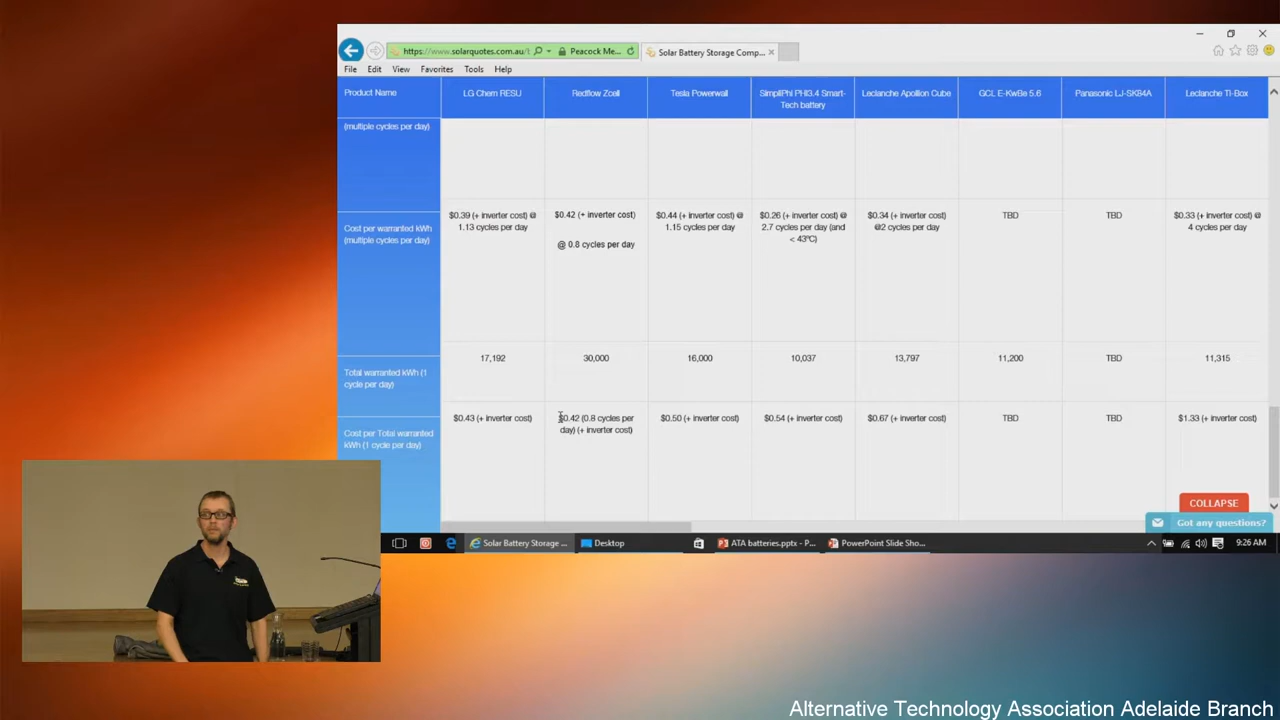 https://www.solarquotes.com.au/t
Peacock Me...
Solar Battery Storage Comp...
File Edit View Favorites Tools Help
Product Name
LG Chem RESU
Redflow Zcell
Tesla Powerwall
SimpliPhi PHI3.4 Smart-
Tech battery
Leclanche Apollion Cube
GCL E-KwBe 5.6
Panasonic LJ-SK84A
Leclanche TI-Box
(multiple cycles per day)
Cost per warranted kWh
(multiple cycles per day)
$0.39 (+ inverter cost) @
1.13 cycles per day
$0.42 (+ inverter cost)
@ 0.8 cycles per day
$0.44 (+ inverter cost) @
1.15 cycles per day
$0.26 (+ inverter cost) @
2.7 cycles per day (and
< 43ºC)
$0.34 (+ inverter cost)
@2 cycles per day
TBD
TBD
$0.33 (+ inverter cost) @
4 cycles per day
Total warranted kWh (1
cycle per day)
17,192
30,000
16,000
10,037
13,797
11,200
TBD
11,315
Cost per Total warranted
kWh (1 cycle per day)
$0.43 (+ inverter cost)
$0.42 (0.8 cycles per
day) (+ inverter cost)
$0.50 (+ inverter cost)
$0.54 (+ inverter cost)
$0.67 (+ inverter cost)
TBD
TBD
$1.33 (+ inverter cost)
COLLAPSE
Got any questions?
Solar Battery Storage ...
Desktop
ATA batteries.pptx - P...
PowerPoint Slide Sho...
9:26 AM
Alternative Technology Association Adelaide Branch